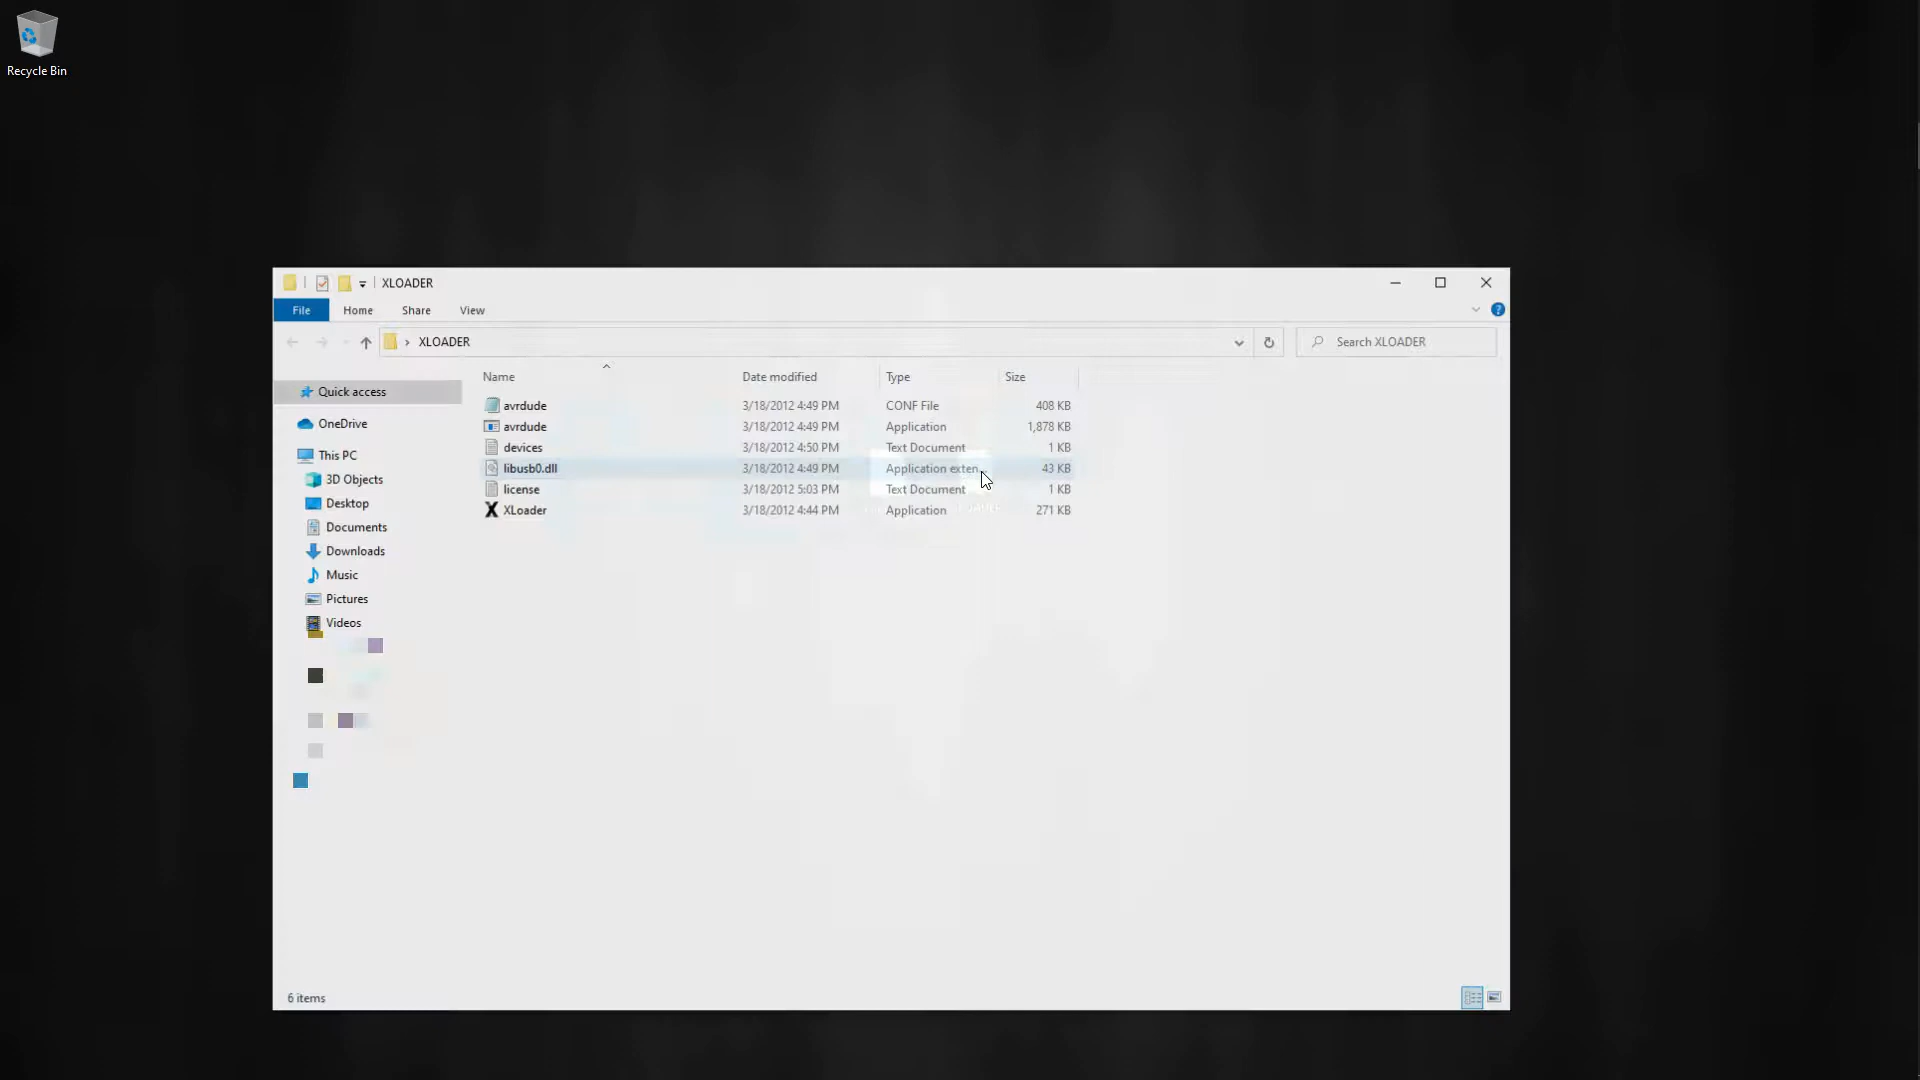 Recycle Bin
XLOADER
File Home Share View
XLOADER
Search XLOADER
Name Date modified Type Size
avrdude 3/18/2012 4:49 PM CONF File 408 KB
avrdude 3/18/2012 4:49 PM Application 1,878 KB
devices 3/18/2012 4:50 PM Text Document 1 KB
libusb0.dll 3/18/2012 4:49 PM Application exten... 43 KB
license 3/18/2012 5:03 PM Text Document 1 KB
XLoader 3/18/2012 4:44 PM Application 271 KB
Quick access
OneDrive
This PC
3D Objects
Desktop
Documents
Downloads
Music
Pictures
Videos
6 items